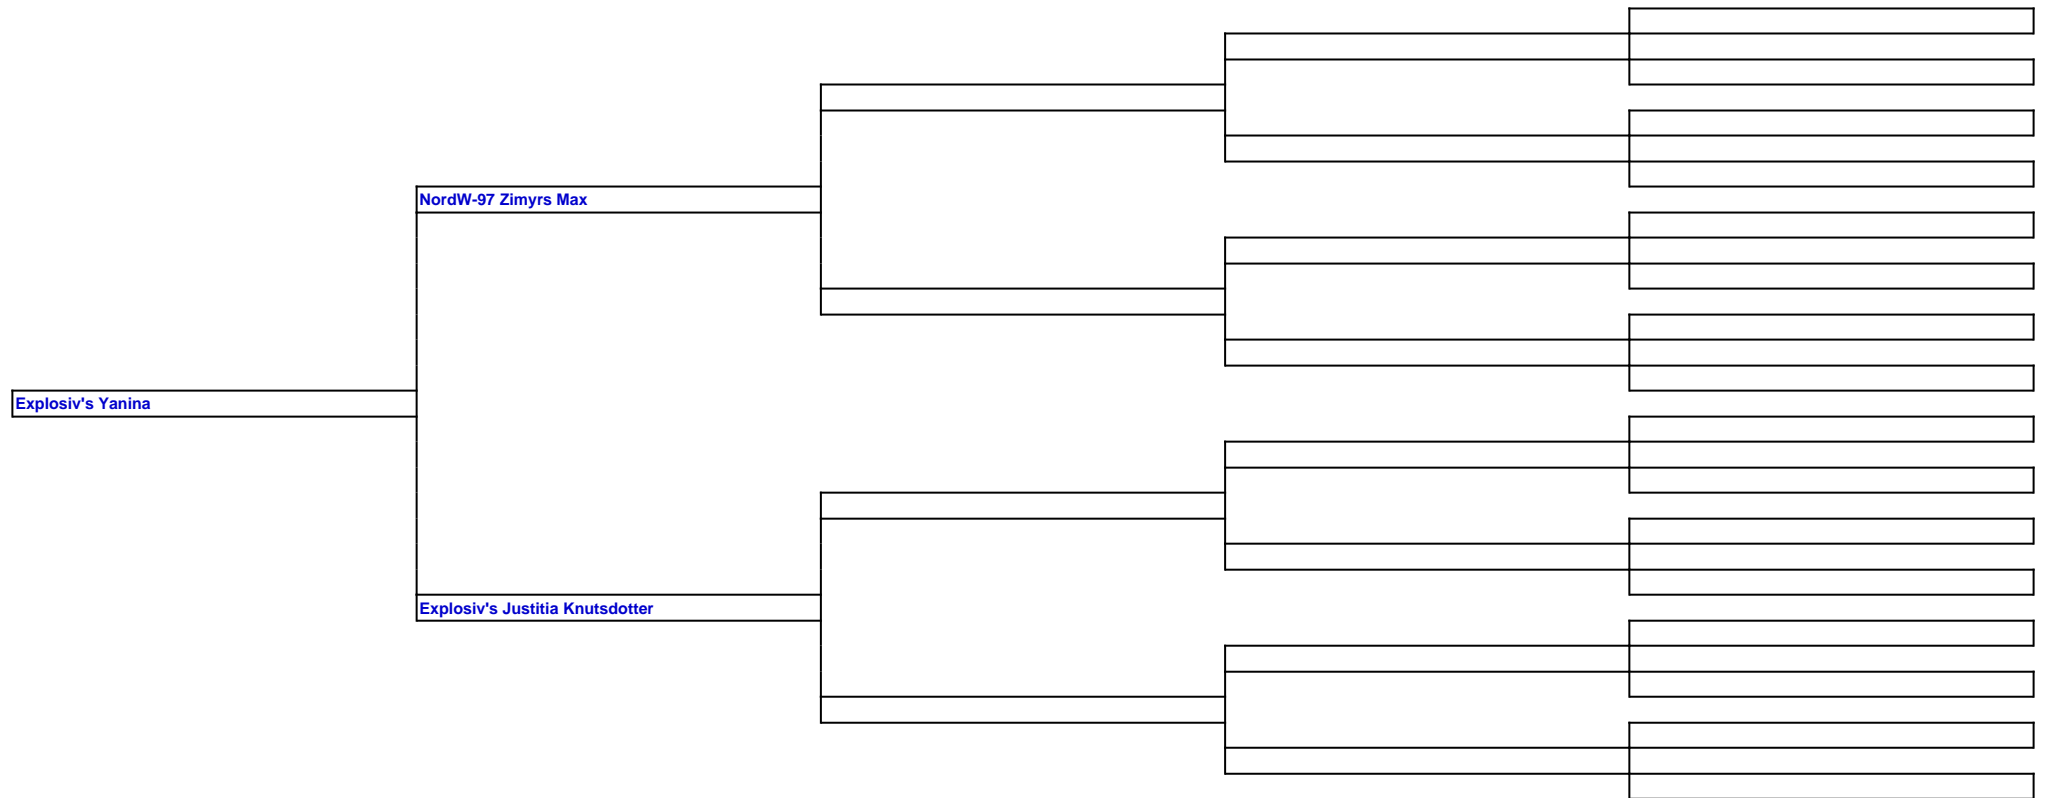 NordW-97 Zimyrs Max
Explosiv's Yanina
Explosiv's Justitia Knutsdotter